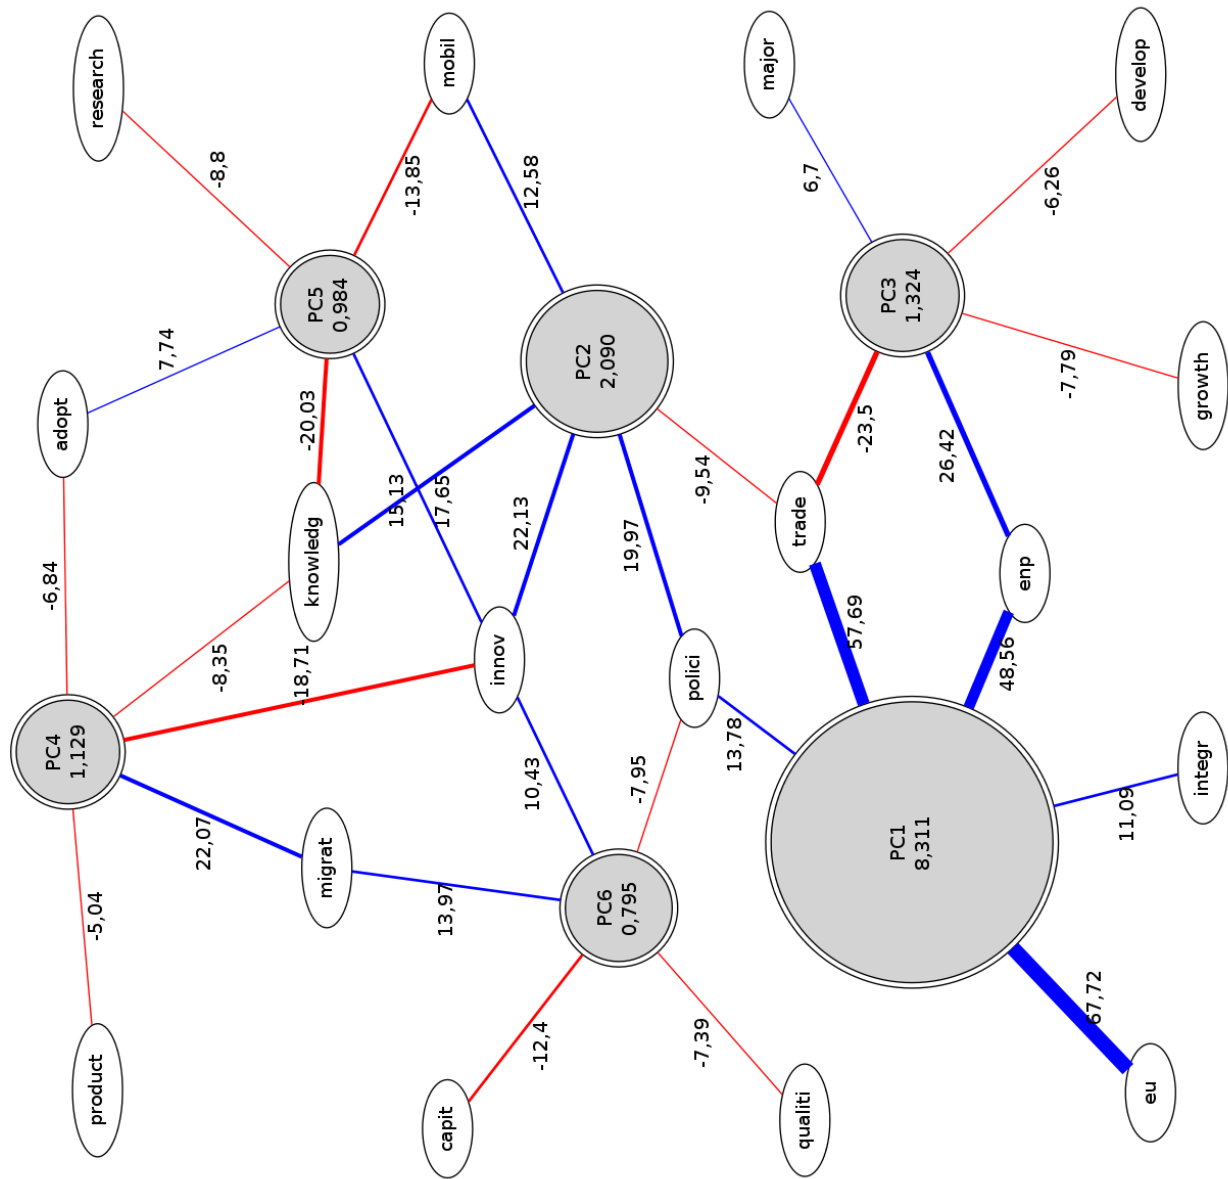 research
mobil
major
develop
-8,8
-13,85
12,58
6,7
-6,26
PC5
0,984
PC3
1,324
7,74
PC2
2,090
-7,79
growth
adopt
-20,03
-23,5
26,42
-9,54
15,13
17,65
22,13
19,97
trade
knowledg
enp
-6,84
-8,35
-18,71
innov
polici
57,69
48,56
PC4
1,129
13,78
integr
10,43
-7,95
11,09
22,07
migrat
13,97
PC6
0,795
PC1
8,311
-5,04
-12,4
-7,39
67,72
product
capit
qualiti
eu